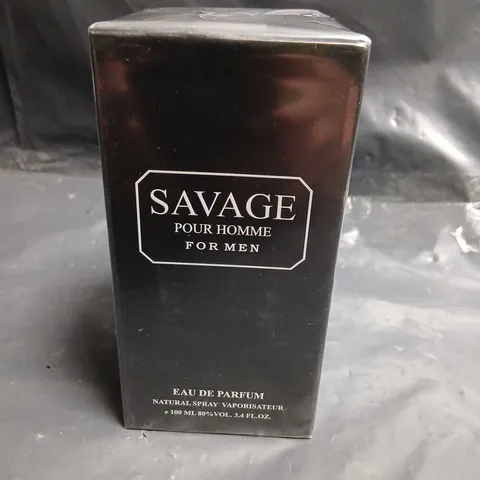 SAVAGE
POUR HOMME
FOR MEN
EAU DE PARFUM
NATURAL SPRAY VAPORISATEUR
e 100 ML 80% VOL. 3.4 FL.OZ.